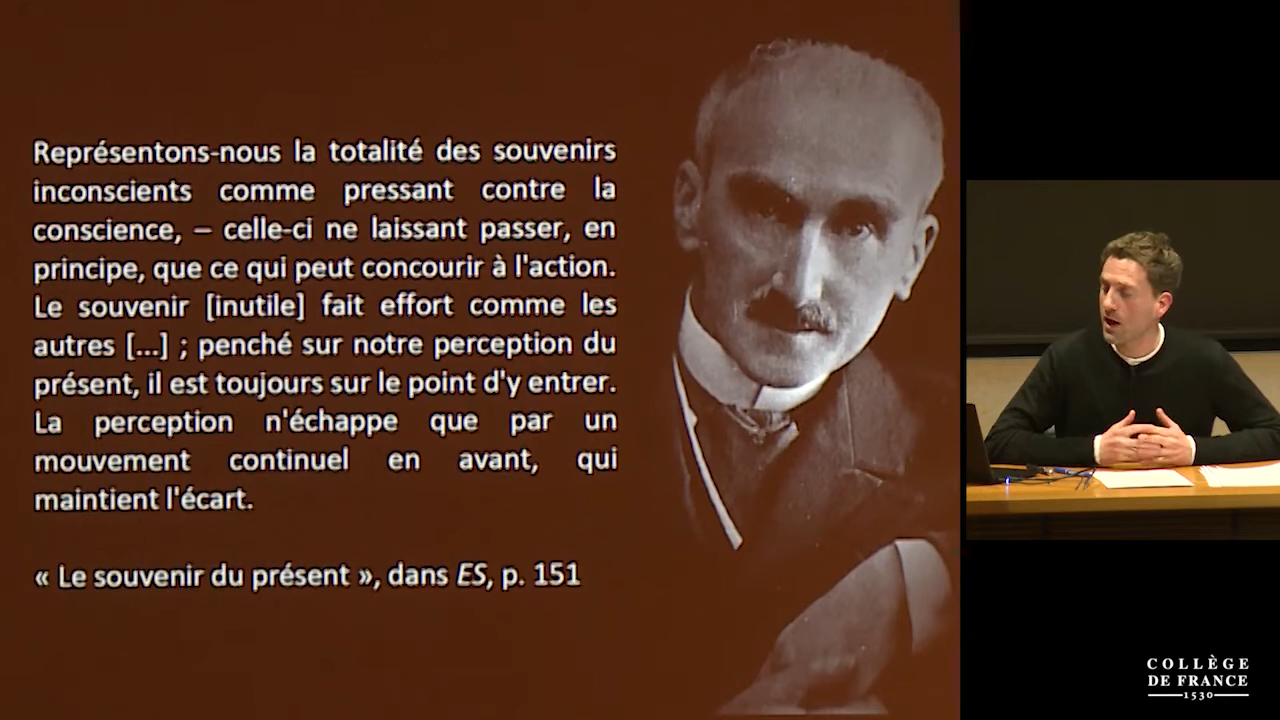 Représentons-nous la totalité des souvenirs
inconscients comme pressant contre la
conscience, – celle-ci ne laissant passer, en
principe, que ce qui peut concourir à l'action.
Le souvenir [inutile] fait effort comme les
autres [...] ; penché sur notre perception du
présent, il est toujours sur le point d'y entrer.
La perception n'échappe que par un
mouvement continuel en avant, qui
maintient l'écart.
« Le souvenir du présent », dans ES, p. 151
COLLÈGE
DE FRANCE
1530